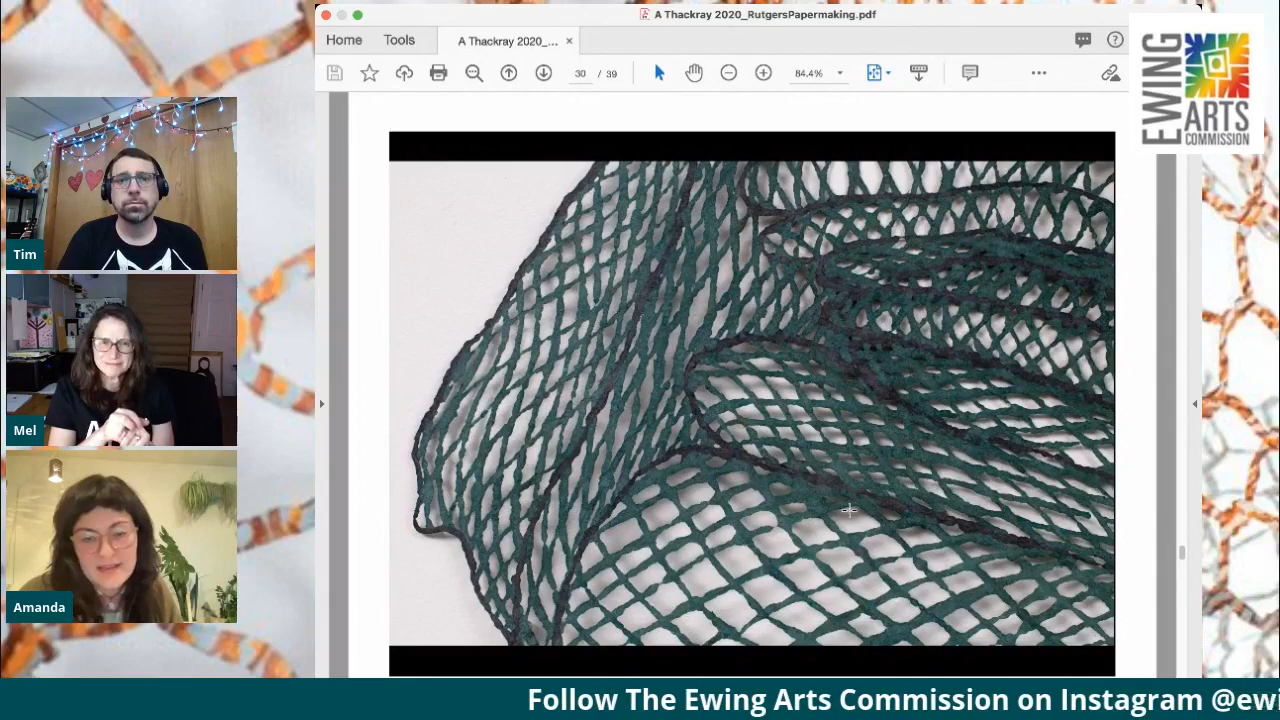 A Thackray 2020_RutgersPapermaking.pdf
Home
Tools
A Thackray 2020_...
30 / 39
84.4%
EWING
ARTS
COMMISSION
Tim
Mel
Amanda
Follow The Ewing Arts Commission on Instagram @ewi